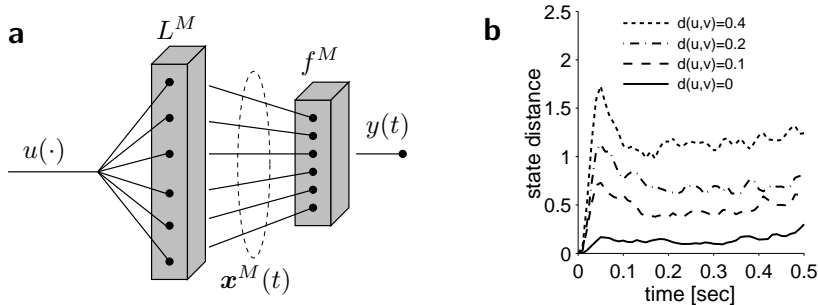 a
L^M
f^M
u(·)
y(t)
x^M(t)
b
d(u,v)=0.4
d(u,v)=0.2
d(u,v)=0.1
d(u,v)=0
state distance
2.5
2
1.5
1
0.5
0
0 0.1 0.2 0.3 0.4 0.5
time [sec]